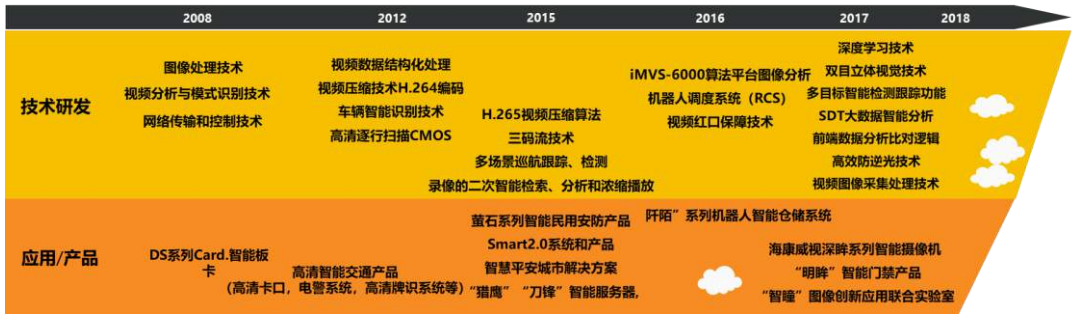 2008
2012
2015
2016
2017
2018
技术研发
图像处理技术
视频分析与模式识别技术
网络传输和控制技术
视频数据结构化处理
视频压缩技术H.264编码
车辆智能识别技术
高清逐行扫描CMOS
H.265视频压缩算法
三码流技术
多场景巡航跟踪、检测
录像的二次智能检索、分析和浓缩播放
iMVS-6000算法平台图像分析
机器人调度系统（RCS）
视频红口保障技术
深度学习技术
双目立体视觉技术
多目标智能检测跟踪功能
SDT大数据智能分析
前端数据分析比对逻辑
高效防逆光技术
视频图像采集处理技术
应用/产品
DS系列Card.智能板
卡
高清智能交通产品
（高清卡口，电警系统，高清牌识系统等）
萤石系列智能民用安防产品
Smart2.0系统和产品
智慧平安城市解决方案
“猎鹰” “刀锋”智能服务器,
阡陌”系列机器人智能仓储系统
海康威视深眸系列智能摄像机
“明眸”智能门禁产品
“智瞳”图像创新应用联合实验室